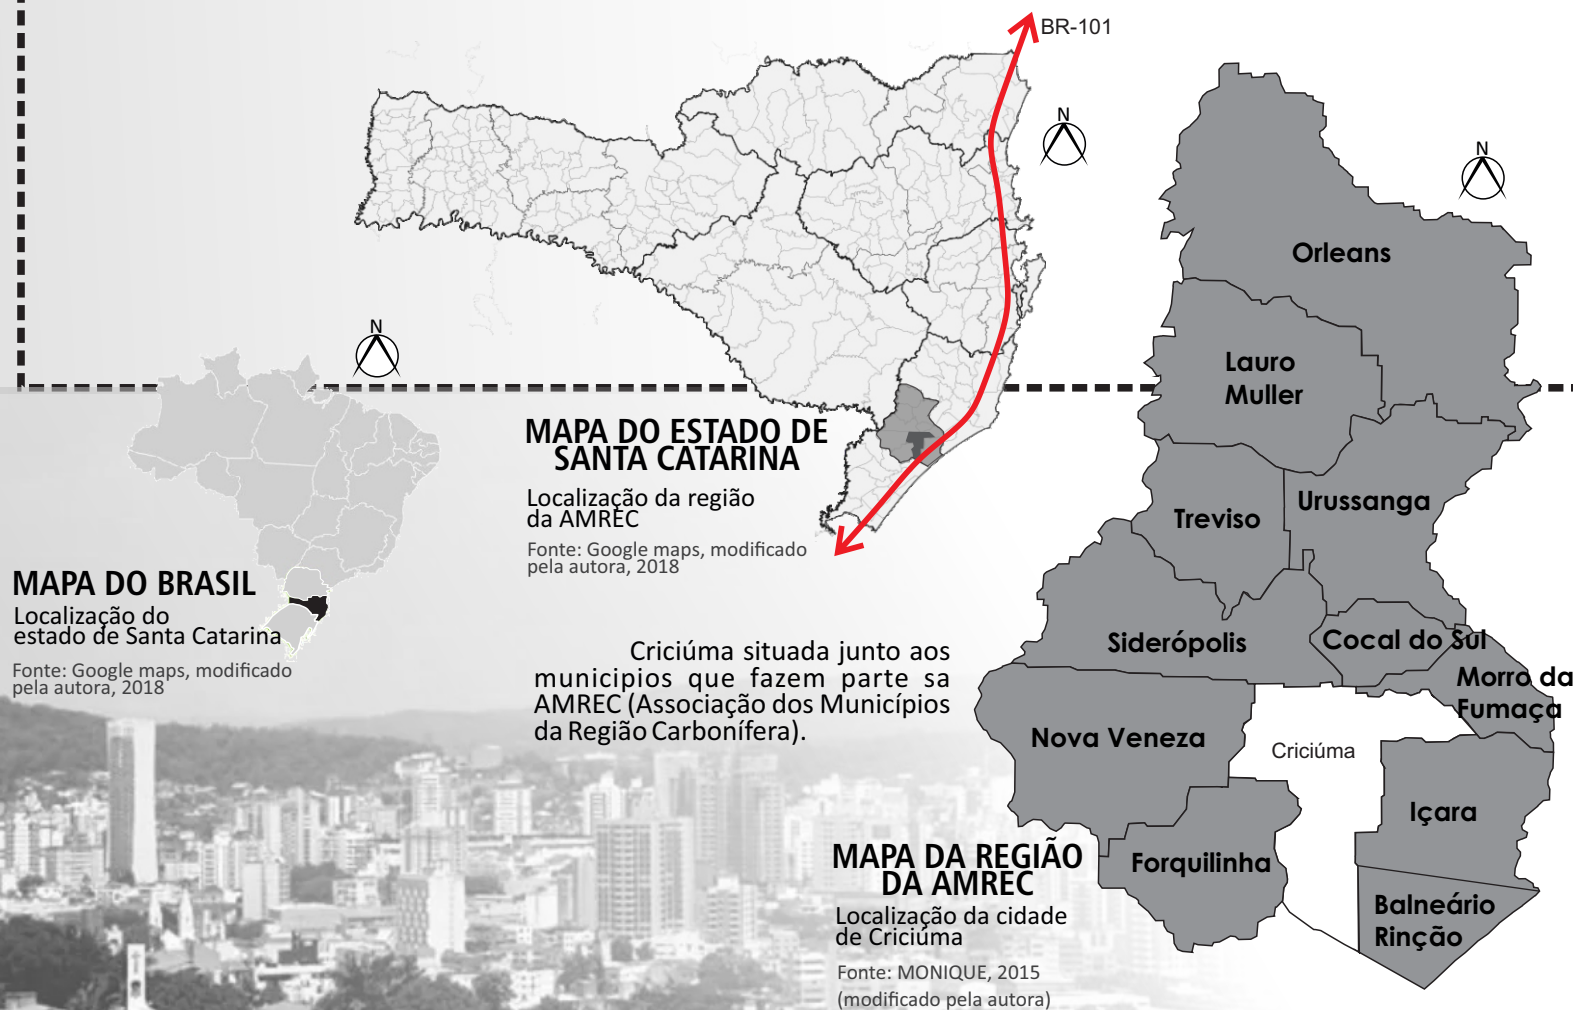 BR-101
N
N
N
Orleans
Lauro
Muller
Treviso
Urussanga
Siderópolis
Cocal do Sul
Morro da
Fumaça
Nova Veneza
Criciúma
Içara
Forquilinha
Balneário
Rinção
MAPA DO ESTADO DE
SANTA CATARINA
Localização da região
da AMREC
Fonte: Google maps, modificado
pela autora, 2018
MAPA DO BRASIL
Localização do
estado de Santa Catarina
Fonte: Google maps, modificado
pela autora, 2018
Criciúma situada junto aos
municipios que fazem parte sa
AMREC (Associação dos Municípios
da Região Carbonífera).
MAPA DA REGIÃO
DA AMREC
Localização da cidade
de Criciúma
Fonte: MONIQUE, 2015
(modificado pela autora)